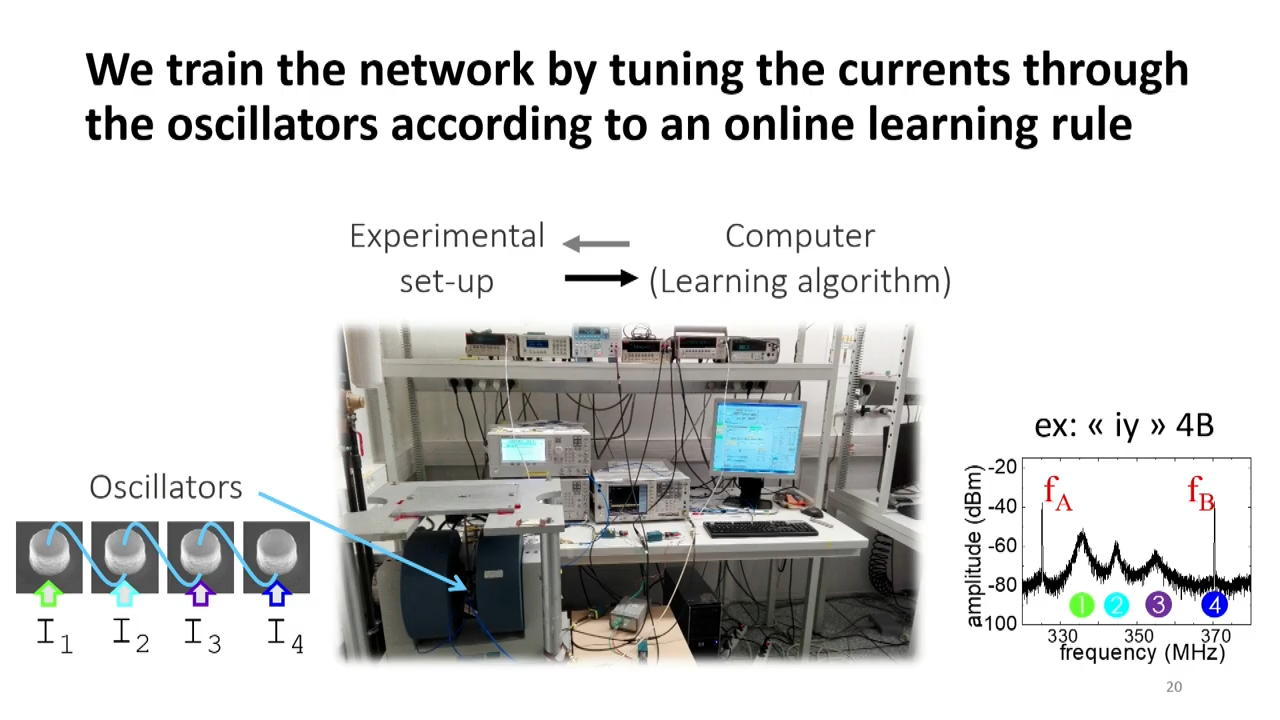 We train the network by tuning the currents through
the oscillators according to an online learning rule
Experimental
set-up
Computer
(Learning algorithm)
Oscillators
I1 I2 I3 I4
ex: « iy » 4B
amplitude (dBm)
-20
-40
-60
-80
-100
fA
fB
1 2 3 4
330 350 370
frequency (MHz)
20